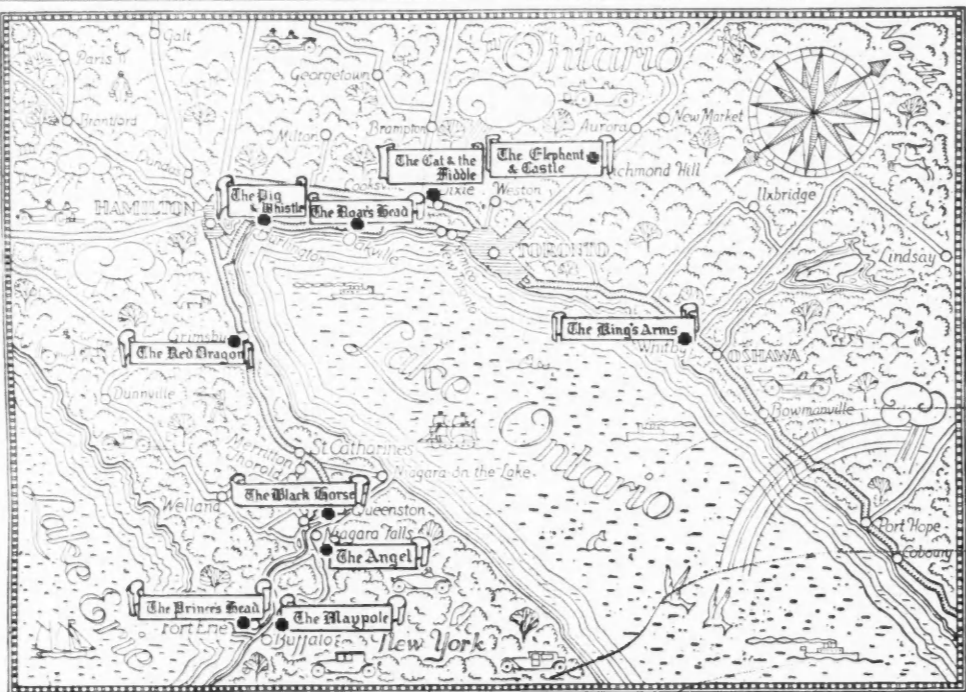 Galt
Paris
Georgetown
Ontario
North
Brantford
Milton
Brampton
Aurora
New Market
Dundas
The Cat & the
Fiddle
The Elephant
& Castle
Richmond Hill
HAMILTON
The Pig
& Whistle
The Boar's Head
Cooksville
Dixie
Weston
Uxbridge
Burlington
Oakville
New Toronto
TORONTO
Lindsay
Grimsby
The Red Dragon
The King's Arms
Whitby
OSHAWA
Dunnville
Bowmanville
Lake Ontario
Merritton
Thorold
St Catharines
Niagara on the Lake
The Black Horse
Welland
Queenston
Niagara Falls
The Angel
Port Hope
Cobourg
Lake Erie
The Prince's Head
Fort Erie
The Maypole
Buffalo
New York